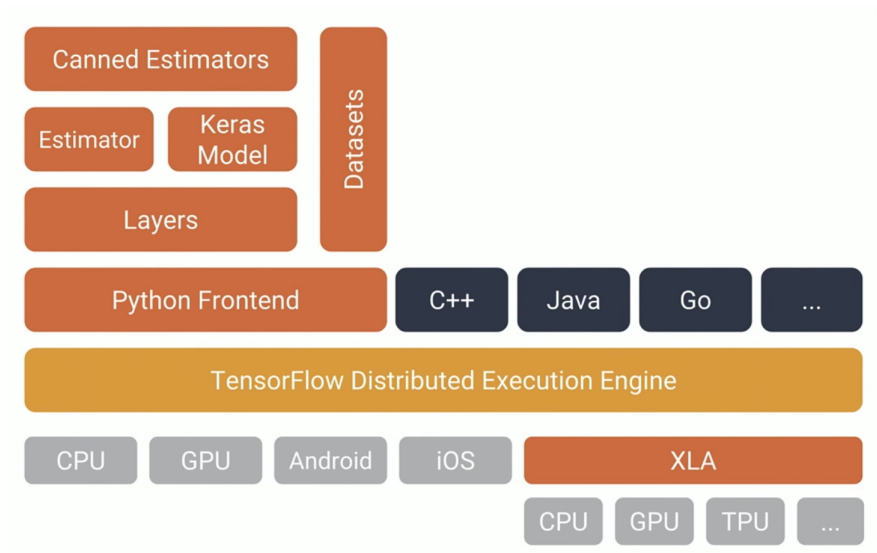 Canned Estimators
Datasets
Estimator
Keras
Model
Layers
Python Frontend
C++
Java
Go
...
TensorFlow Distributed Execution Engine
CPU
GPU
Android
iOS
XLA
CPU
GPU
TPU
...